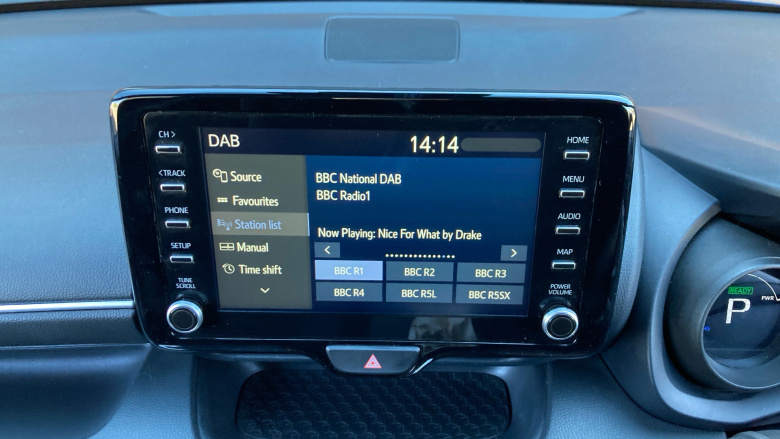 DAB
14:14
CH >
<TRACK
PHONE
SETUP
TUNE
SCROLL
Source
Favourites
Station list
Manual
Time shift
BBC National DAB
BBC Radio1
Now Playing: Nice For What by Drake
< >
BBC R1 BBC R2 BBC R3
BBC R4 BBC R5L BBC R5SX
HOME
MENU
AUDIO
MAP
POWER
VOLUME
READY
PWR
P